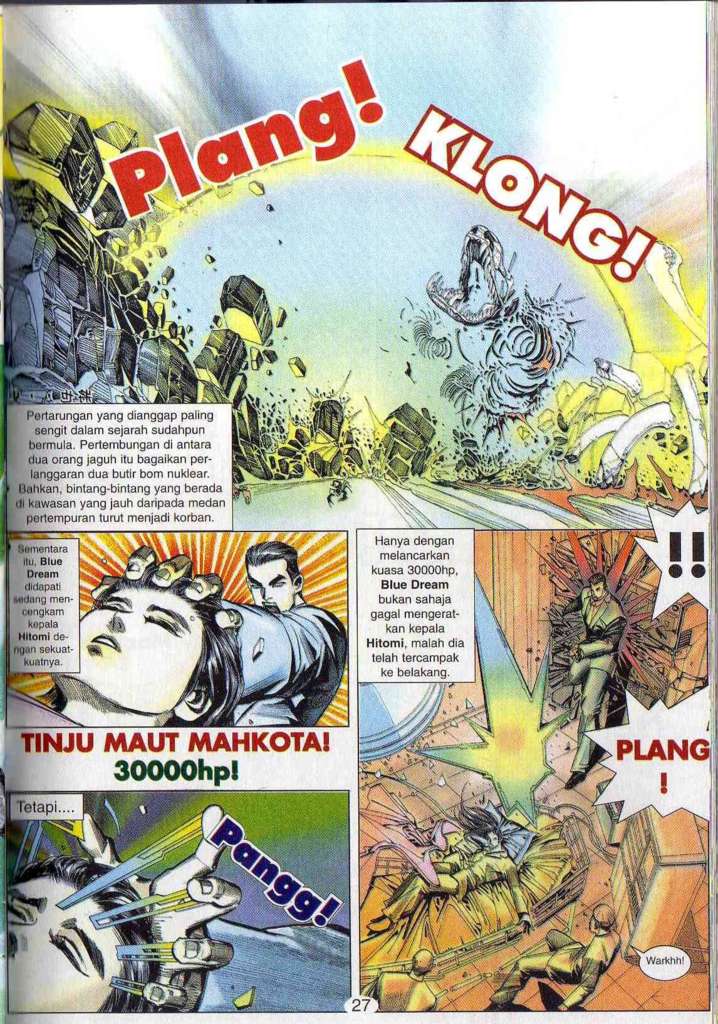 Plang!
KLONG!
Pertarungan yang dianggap paling
sengit dalam sejarah sudahpun
bermula. Pertembungan di antara
dua orang jaguh itu bagaikan per-
langgaran dua butir bom nuklear.
Bahkan, bintang-bintang yang berada
di kawasan yang jauh daripada medan
pertempuran turut menjadi korban.
Sementara
itu, Blue
Dream
didapati
sedang men-
cengkam
kepala
Hitomi de-
ngan sekuat-
kuatnya.
TINJU MAUT MAHKOTA!
30000hp!
Hanya dengan
melancarkan
kuasa 30000hp,
Blue Dream
bukan sahaja
gagal mengerat-
kan kepala
Hitomi, malah dia
telah tercampak
ke belakang.
!!
PLANG
!
Tetapi....
Pangg!
Warkhh!
27